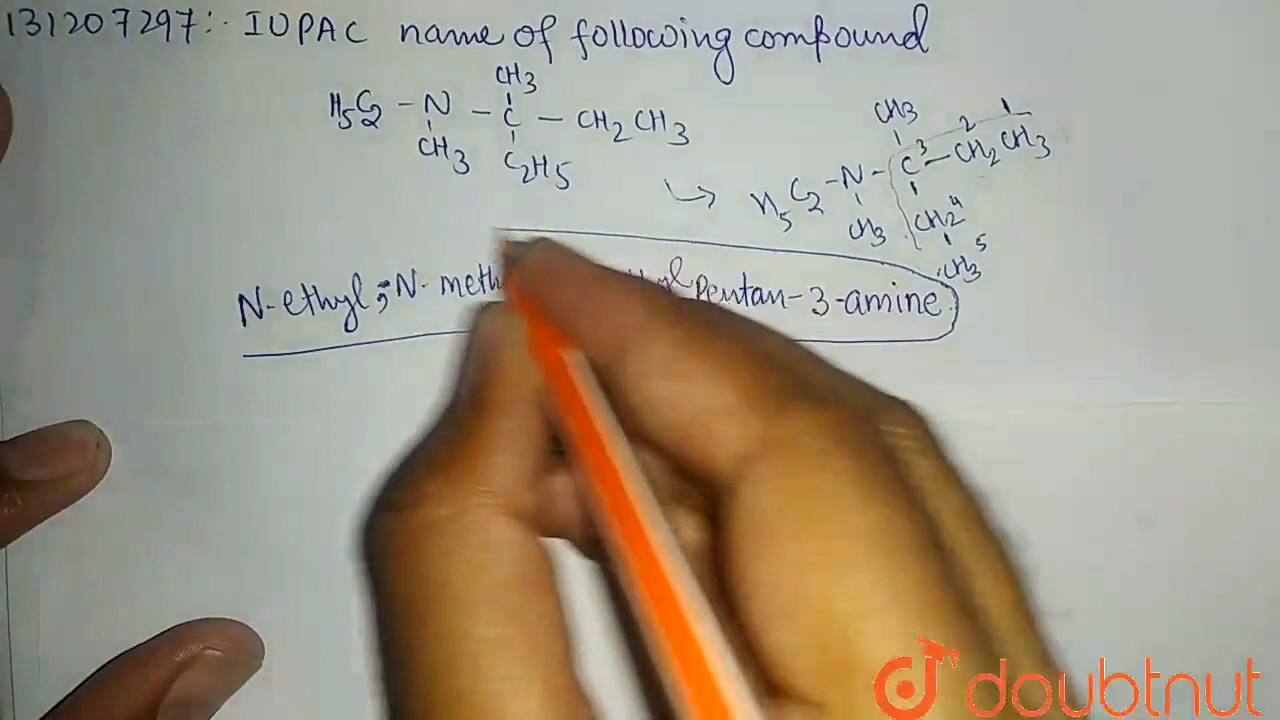 131207297:- IUPAC name of following compound
CH3
H5C2 - N - C - CH2CH3
CH3 C2H5
CH3 2 1
H5C2 - N - C 3 - CH2CH3
CH3 CH2 4
CH3 5
N-ethyl, N-meth Pentan-3-amine
doubtnut